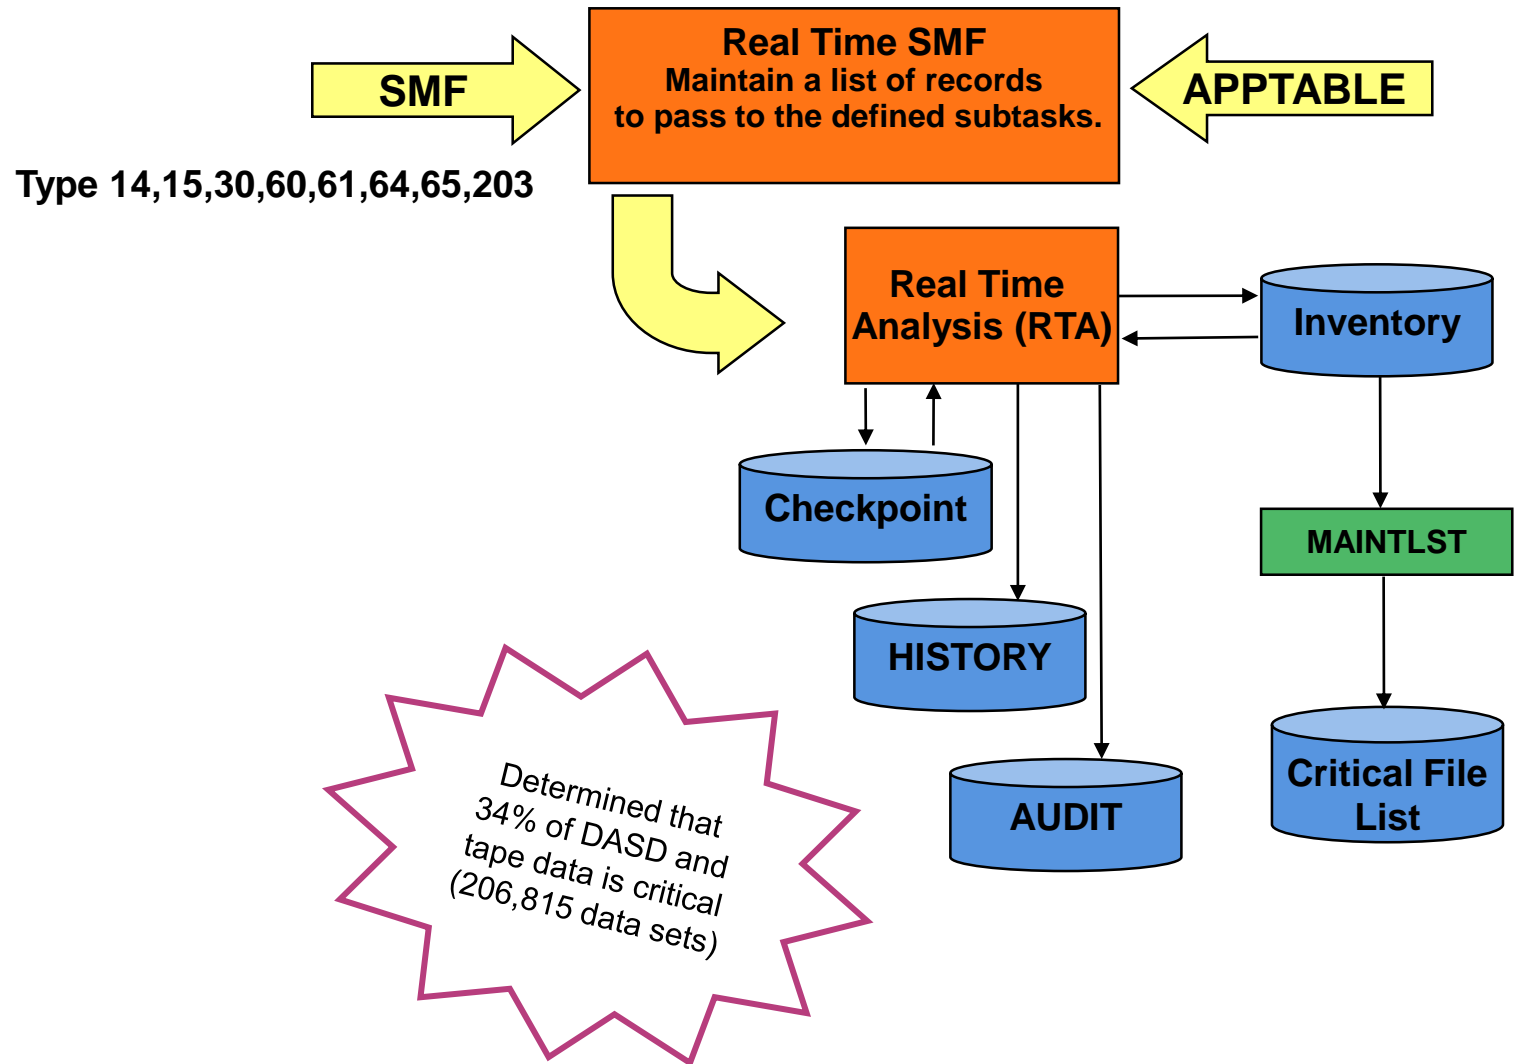 Real Time SMF
Maintain a list of records
to pass to the defined subtasks.
SMF
APPTABLE
Type 14,15,30,60,61,64,65,203
Real Time
Analysis (RTA)
Inventory
Checkpoint
MAINTLST
HISTORY
Critical File
List
AUDIT
Determined that
34% of DASD and
tape data is critical
(206,815 data sets)